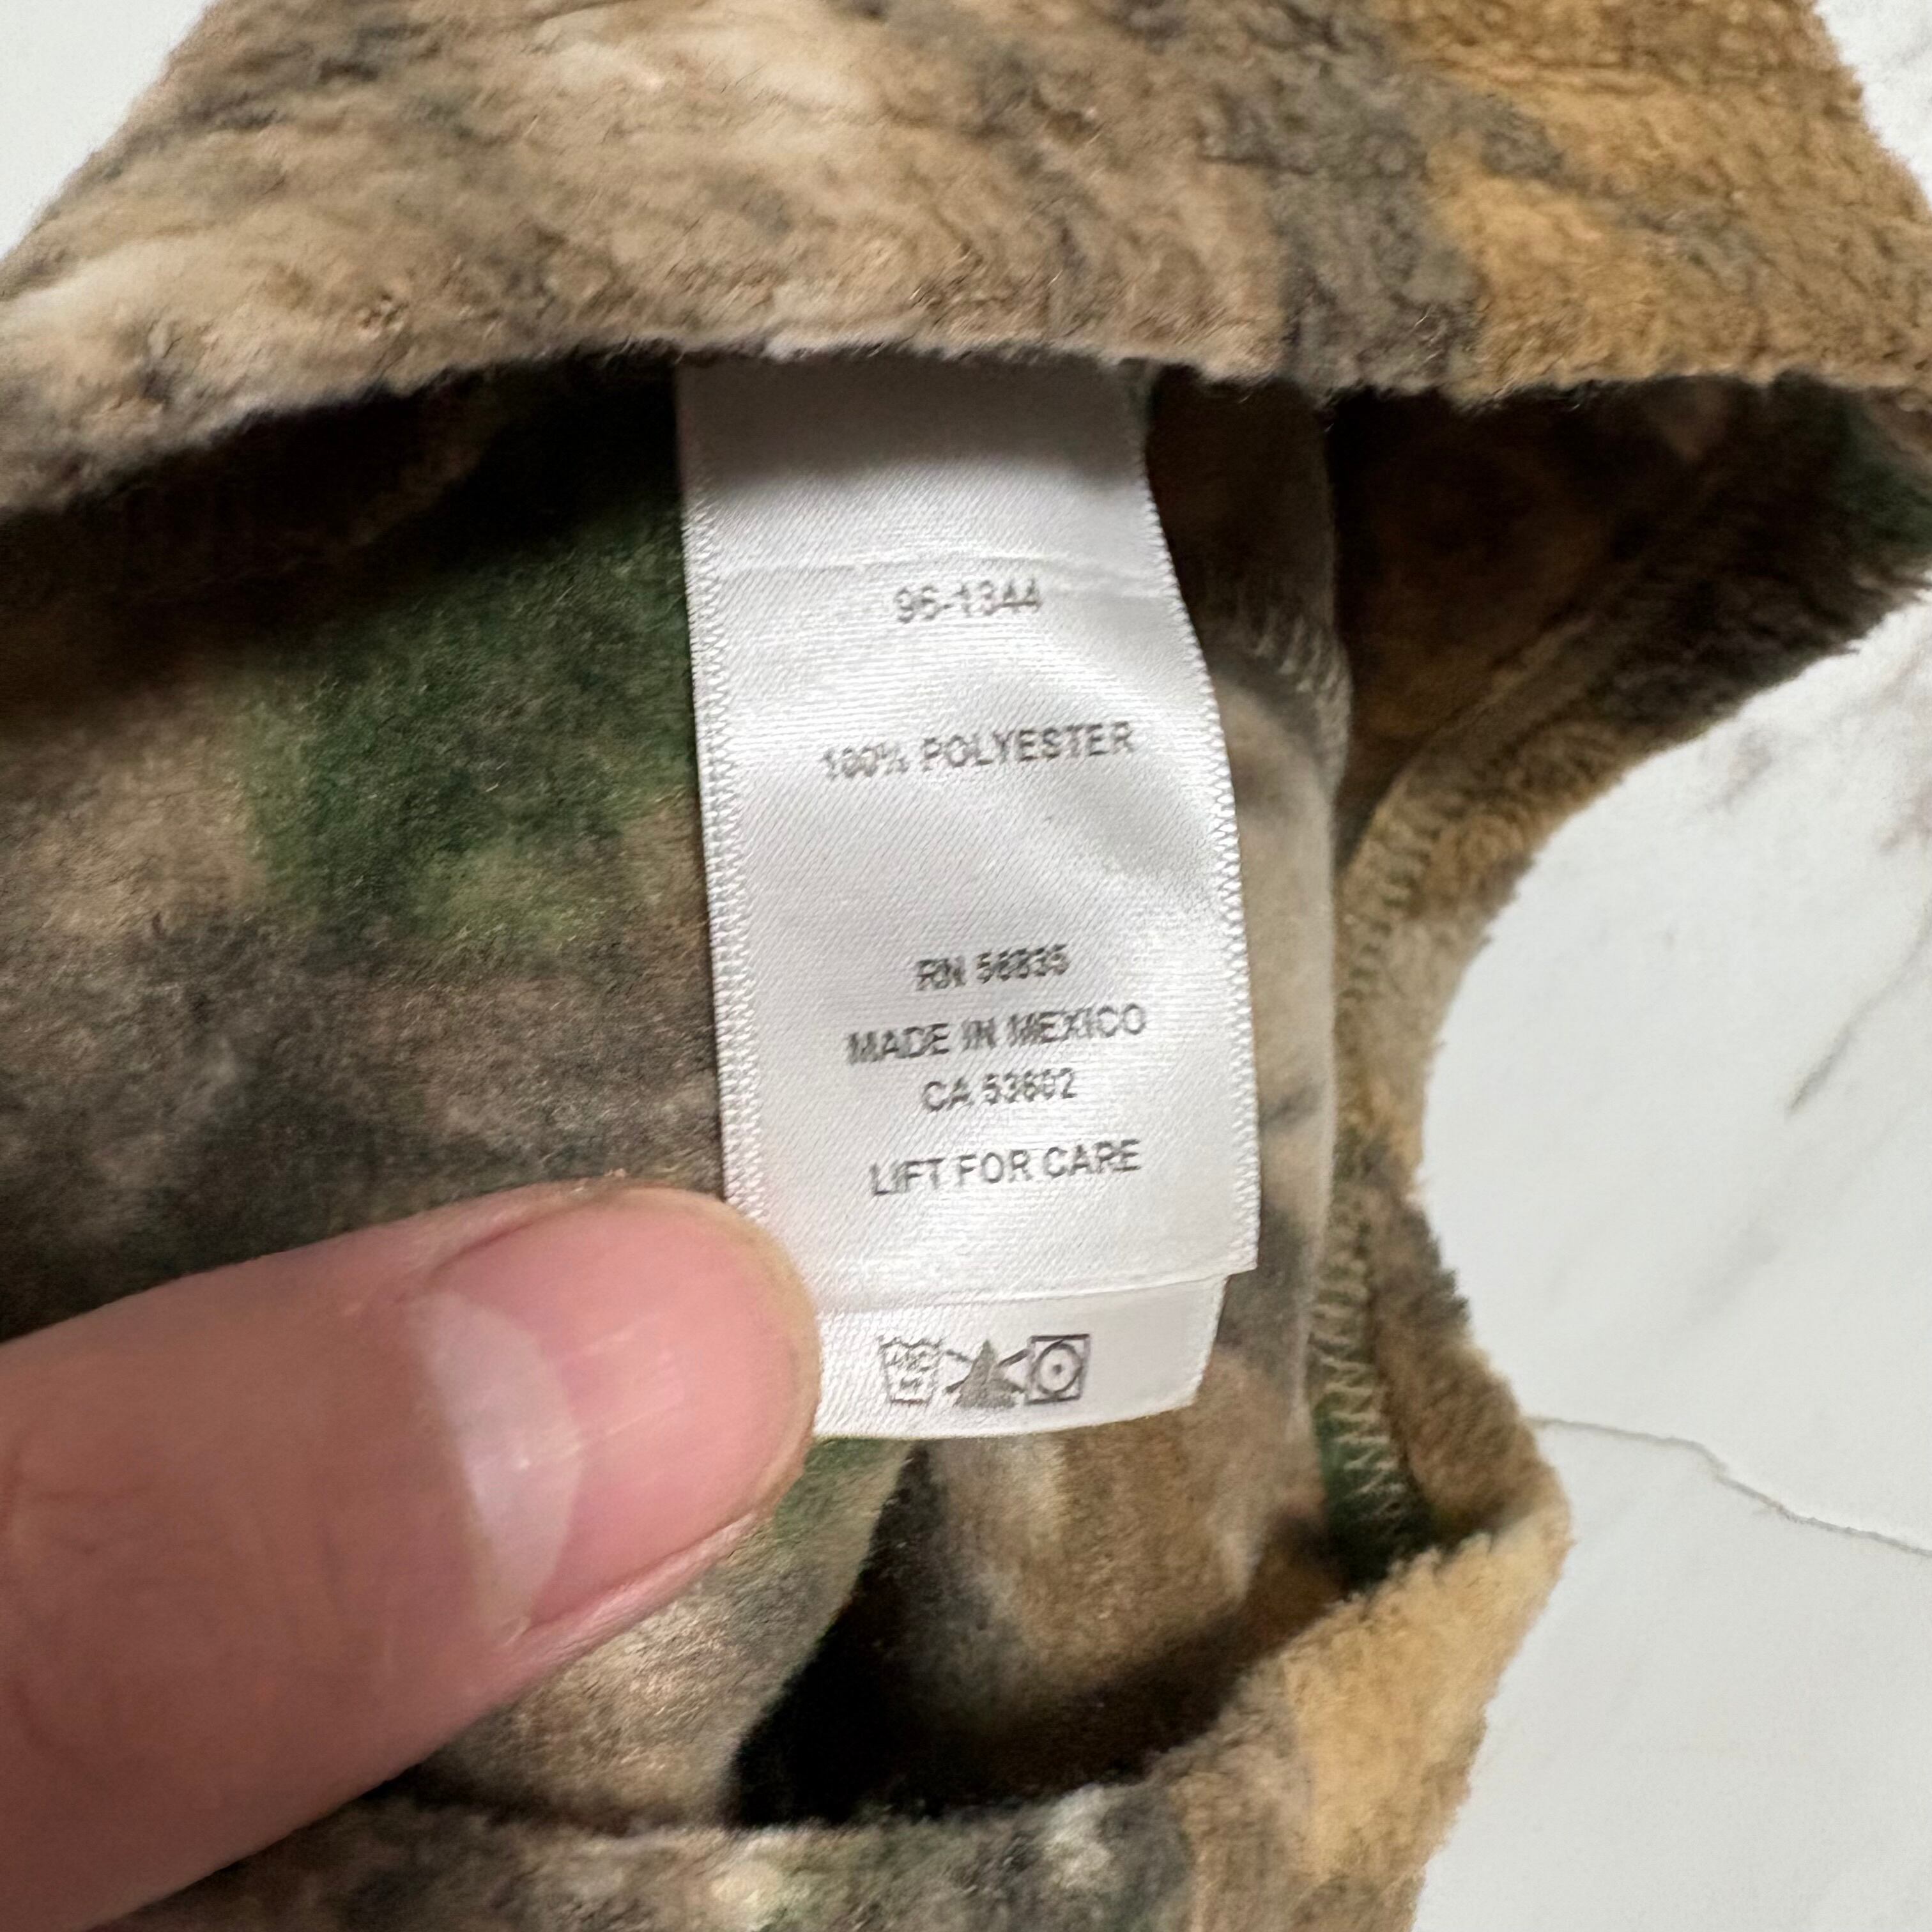 96-1344
100% POLYESTER
RN 56835
MADE IN MEXICO
CA 53602
LIFT FOR CARE